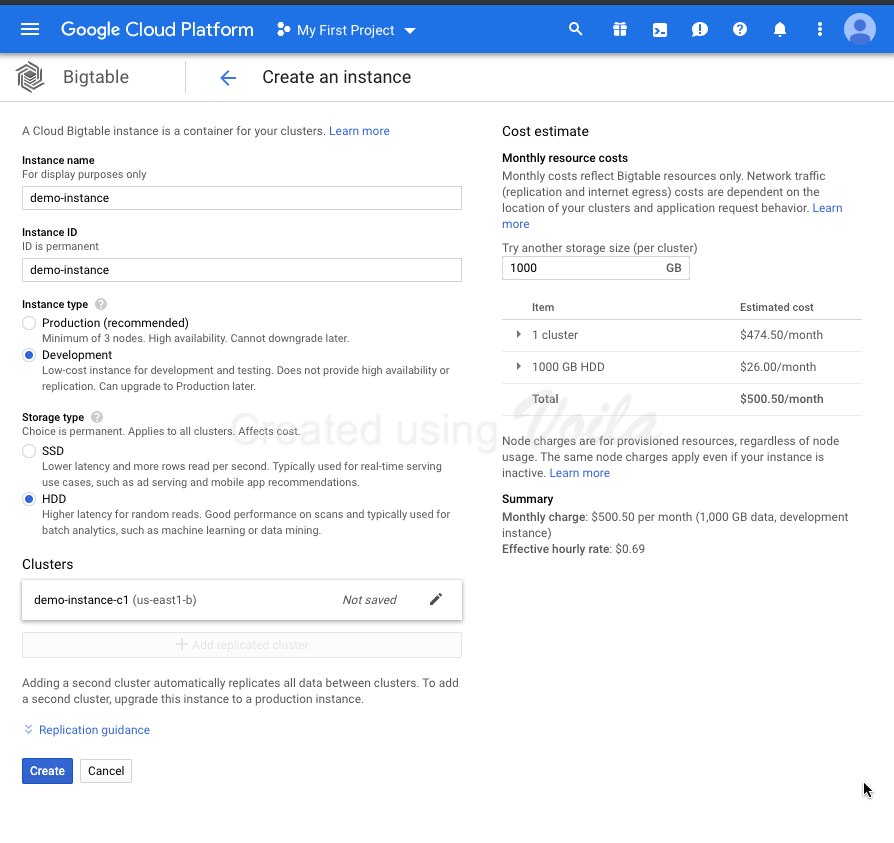 Google Cloud Platform
My First Project
Bigtable
Create an instance
A Cloud Bigtable instance is a container for your clusters. Learn more
Instance name
For display purposes only
demo-instance
Instance ID
ID is permanent
demo-instance
Instance type
Production (recommended)
Minimum of 3 nodes. High availability. Cannot downgrade later.
Development
Low-cost instance for development and testing. Does not provide high availability or
replication. Can upgrade to Production later.
Storage type
Choice is permanent. Applies to all clusters. Affects cost.
SSD
Lower latency and more rows read per second. Typically used for real-time serving
use cases, such as ad serving and mobile app recommendations.
HDD
Higher latency for random reads. Good performance on scans and typically used for
batch analytics, such as machine learning or data mining.
Clusters
demo-instance-c1 (us-east1-b) Not saved
Add replicated cluster
Adding a second cluster automatically replicates all data between clusters. To add
a second cluster, upgrade this instance to a production instance.
Replication guidance
Create Cancel
Cost estimate
Monthly resource costs
Monthly costs reflect Bigtable resources only. Network traffic
(replication and internet egress) costs are dependent on the
location of your clusters and application request behavior. Learn
more
Try another storage size (per cluster)
1000 GB
Item Estimated cost
1 cluster $474.50/month
1000 GB HDD $26.00/month
Total $500.50/month
Node charges are for provisioned resources, regardless of node
usage. The same node charges apply even if your instance is
inactive. Learn more
Summary
Monthly charge: $500.50 per month (1,000 GB data, development
instance)
Effective hourly rate: $0.69
Created using Voila